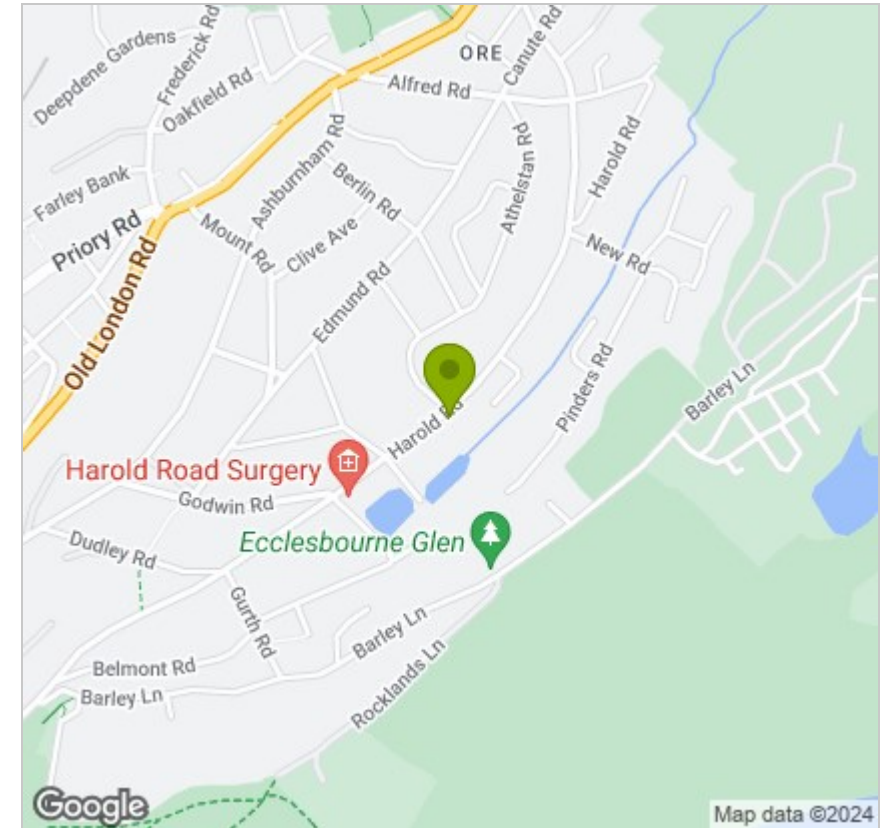 ORE
Deepdene Gardens
Frederick Rd
Oakfield Rd
Canute Rd
Alfred Rd
Ashburnham Rd
Athelstan Rd
Harold Rd
Farley Bank
Berlin Rd
Priory Rd
Mount Rd
Clive Ave
New Rd
Edmund Rd
Old London Rd
Pinders Rd
Barley Ln
Harold Rd
Harold Road Surgery
Godwin Rd
Ecclesbourne Glen
Dudley Rd
Gurth Rd
Barley Ln
Belmont Rd
Barley Ln
Rocklands Ln
Google
Map data ©2024